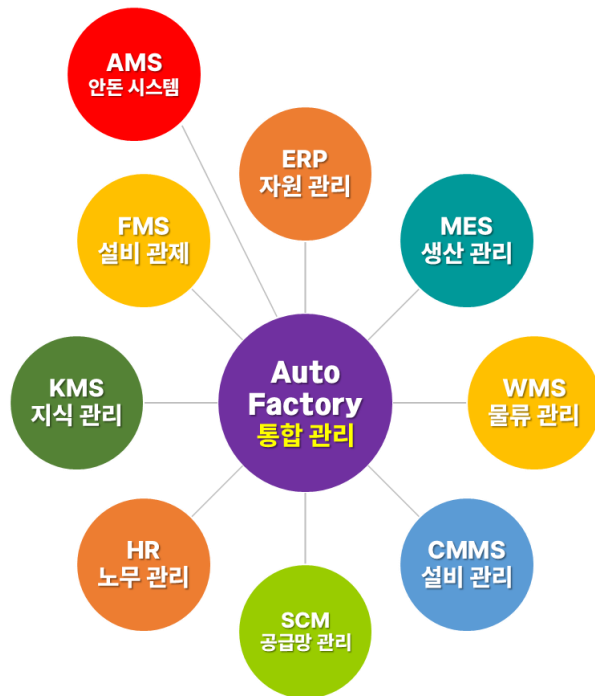 AMS
안돈 시스템
ERP
자원 관리
FMS
설비 관제
MES
생산 관리
Auto
Factory
통합 관리
KMS
지식 관리
WMS
물류 관리
HR
노무 관리
CMMS
설비 관리
SCM
공급망 관리